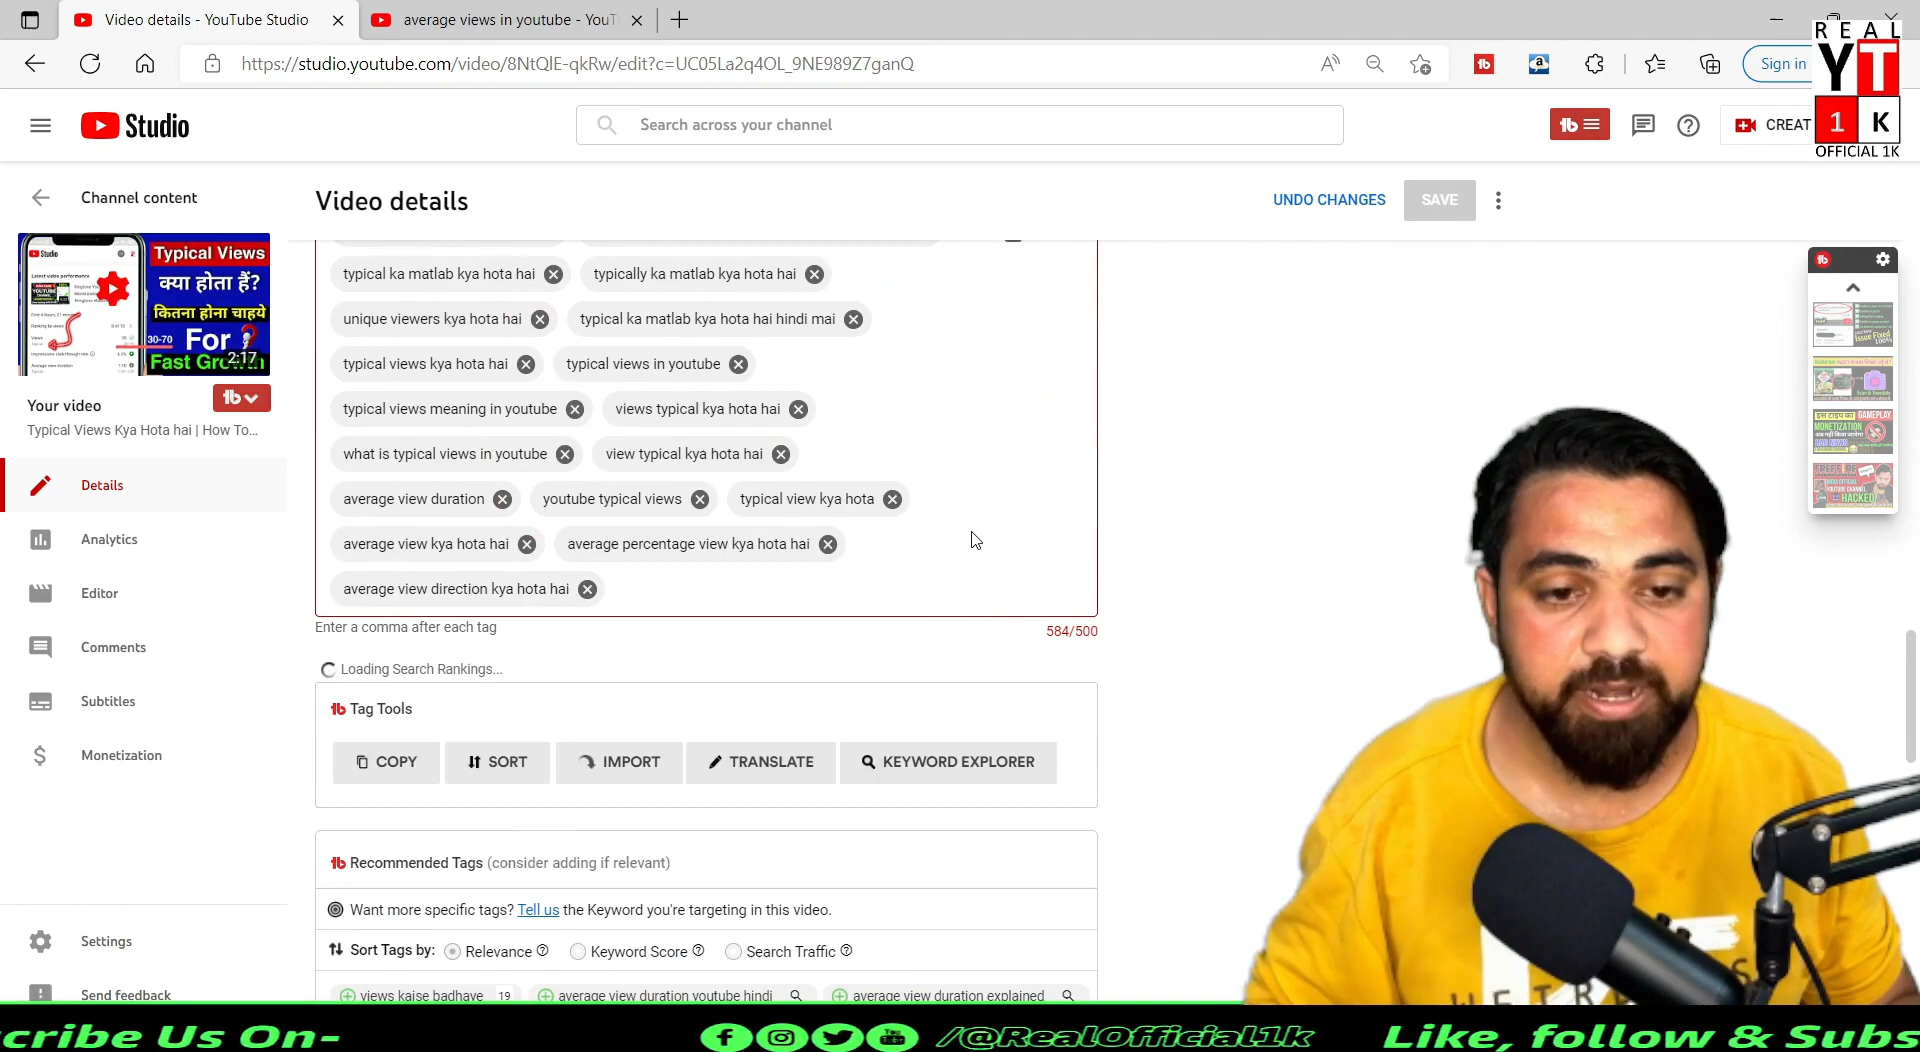 Video details - YouTube Studio
average views in youtube - YouT
https://studio.youtube.com/video/8NtQlE-qkRw/edit?c=UC05La2q4OL_9NE989Z7ganQ
Sign in
REAL
YT
1K
OFFICIAL 1K
Studio
Search across your channel
CREAT
Channel content
Video details
UNDO CHANGES
SAVE
Typical Views
क्या होता हैं?
कितना होना चाहये
30-70
For
Fast Growth
2:17
Your video
Typical Views Kya Hota hai | How To...
Details
Analytics
Editor
Comments
Subtitles
Monetization
Settings
Send feedback
typical ka matlab kya hota hai
typically ka matlab kya hota hai
unique viewers kya hota hai
typical ka matlab kya hota hai hindi mai
typical views kya hota hai
typical views in youtube
typical views meaning in youtube
views typical kya hota hai
what is typical views in youtube
view typical kya hota hai
average view duration
youtube typical views
typical view kya hota
average view kya hota hai
average percentage view kya hota hai
average view direction kya hota hai
Enter a comma after each tag
584/500
Loading Search Rankings...
Tag Tools
COPY
SORT
IMPORT
TRANSLATE
KEYWORD EXPLORER
Recommended Tags (consider adding if relevant)
Want more specific tags? Tell us the Keyword you're targeting in this video.
Sort Tags by: Relevance Keyword Score Search Traffic
views kaise badhaye 19
average view duration youtube hindi
average view duration explained
cribe Us On-
/@RealOfficial1k
Like, follow & Subs